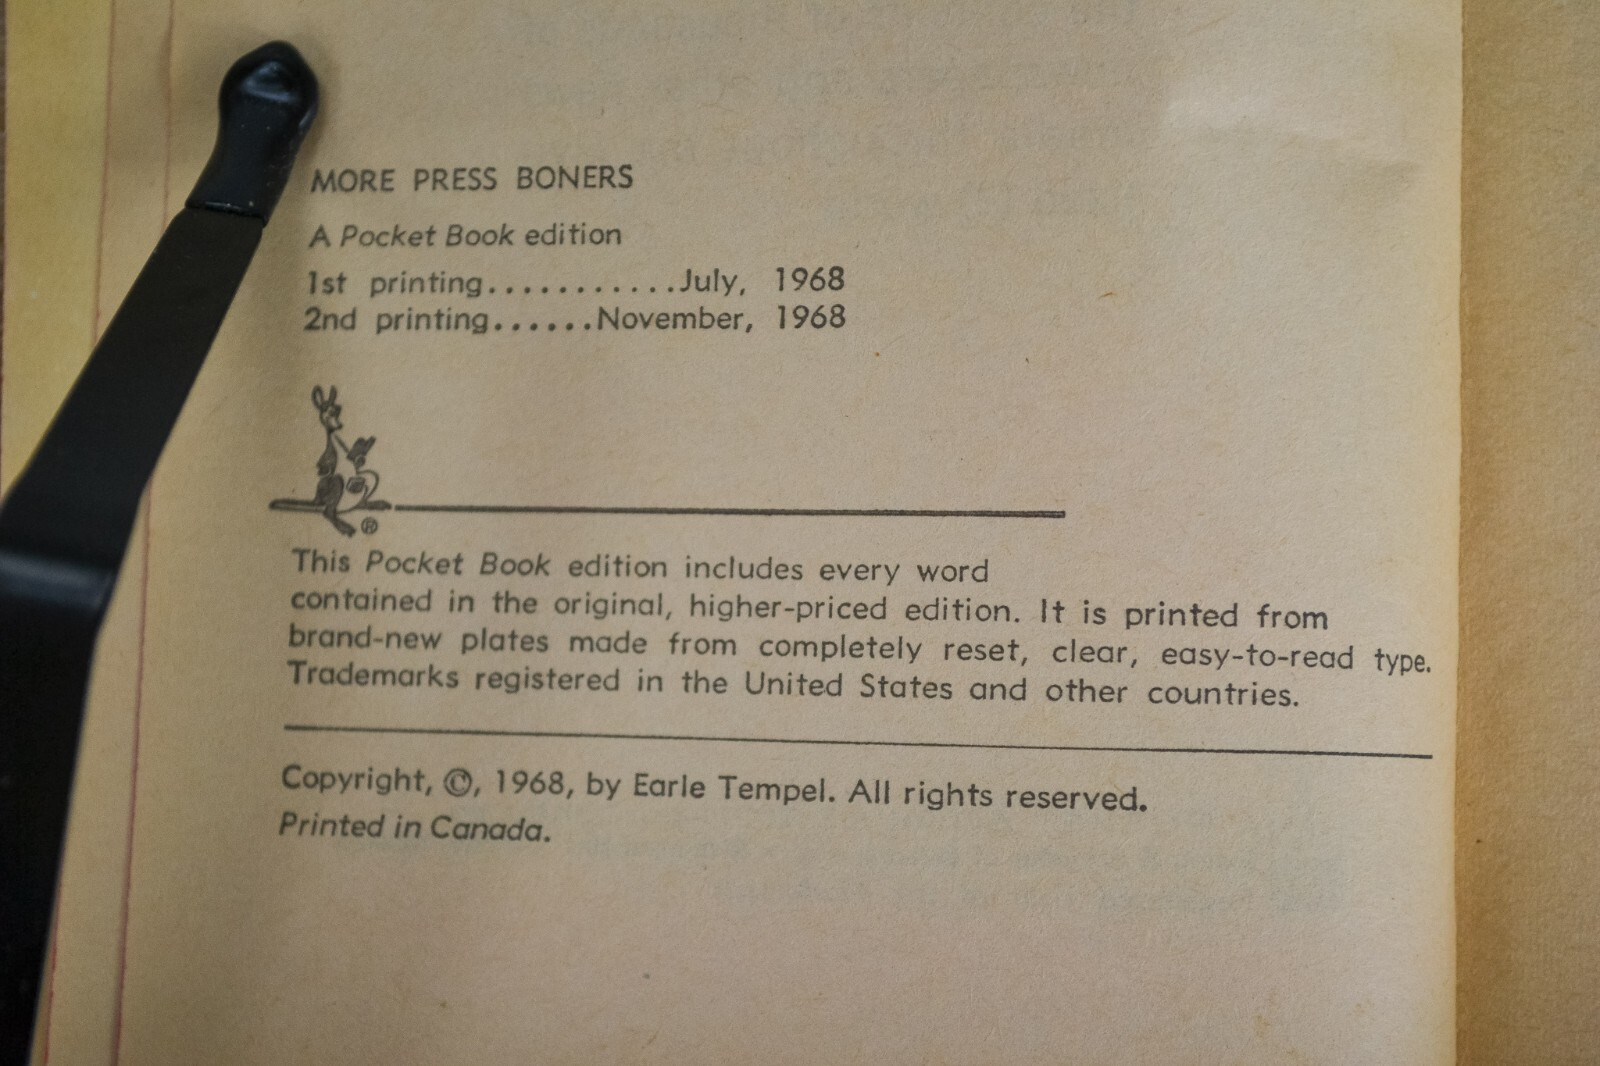 MORE PRESS BONERS
A Pocket Book edition
1st printing...........July, 1968
2nd printing......November, 1968
®
This Pocket Book edition includes every word
contained in the original, higher-priced edition. It is printed from
brand-new plates made from completely reset, clear, easy-to-read type.
Trademarks registered in the United States and other countries.
Copyright, ©, 1968, by Earle Tempel. All rights reserved.
Printed in Canada.